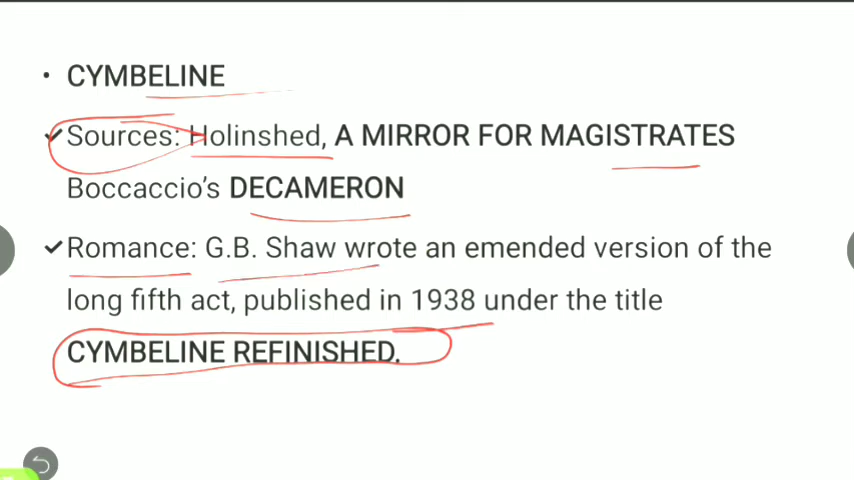 • CYMBELINE
✓ Sources: Holinshed, A MIRROR FOR MAGISTRATES
Boccaccio's DECAMERON
✓ Romance: G.B. Shaw wrote an emended version of the
long fifth act, published in 1938 under the title
CYMBELINE REFINISHED.